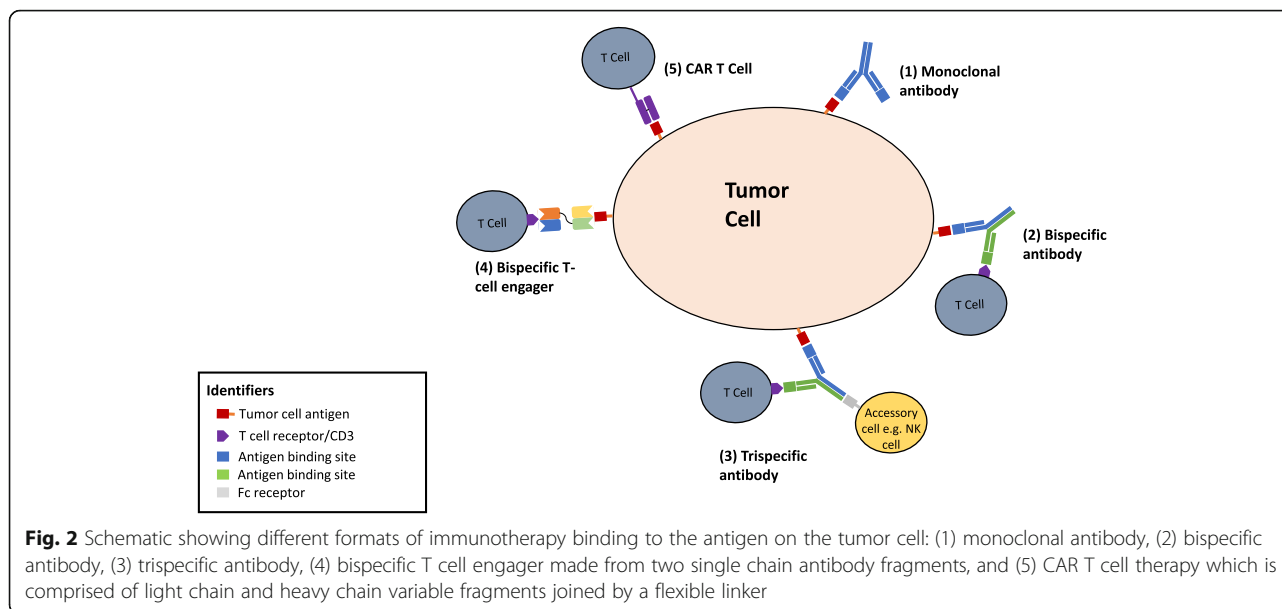 T Cell
(5) CAR T Cell
(1) Monoclonal
antibody
Tumor
Cell
T Cell
(4) Bispecific T-
cell engager
(2) Bispecific
antibody
T Cell
T Cell
Accessory
cell e.g. NK
cell
(3) Trispecific
antibody
Identifiers
Tumor cell antigen
T cell receptor/CD3
Antigen binding site
Antigen binding site
Fc receptor
Fig. 2 Schematic showing different formats of immunotherapy binding to the antigen on the tumor cell: (1) monoclonal antibody, (2) bispecific
antibody, (3) trispecific antibody, (4) bispecific T cell engager made from two single chain antibody fragments, and (5) CAR T cell therapy which is
comprised of light chain and heavy chain variable fragments joined by a flexible linker